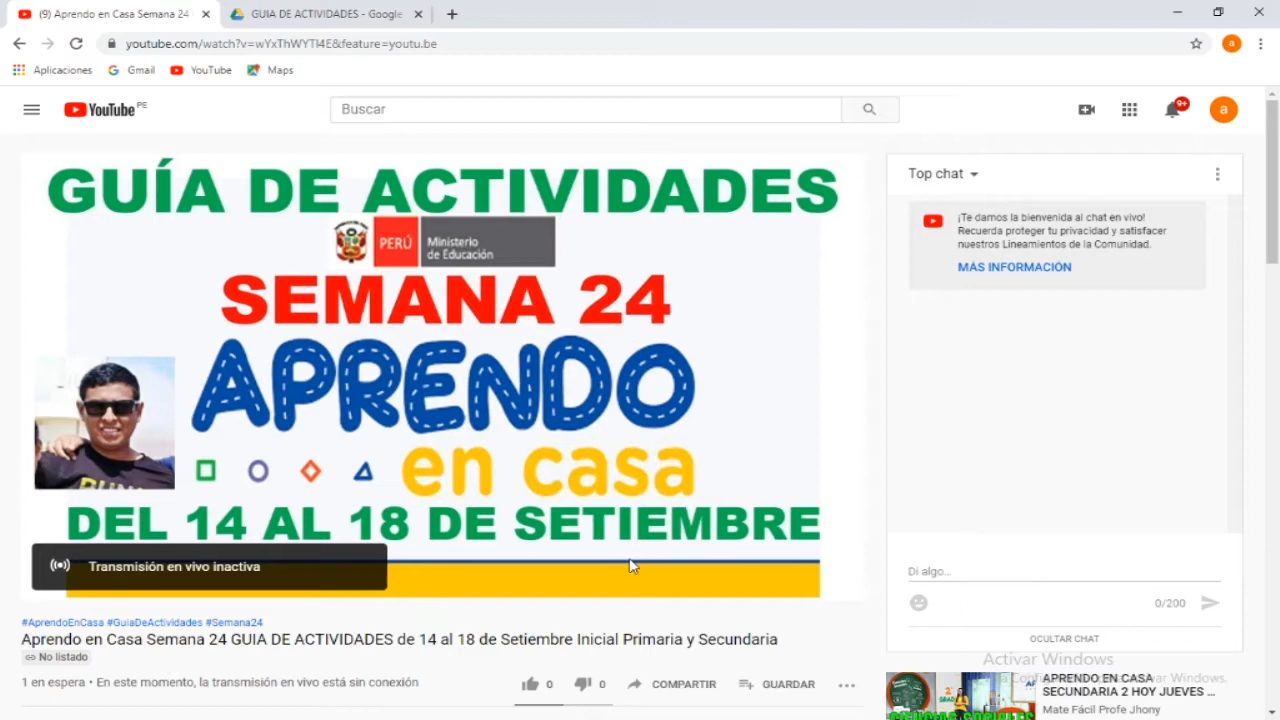 (9) Aprendo en Casa Semana 24
GUIA DE ACTIVIDADES - Google
youtube.com/watch?v=wYxThWYTl4E&feature=youtu.be
Aplicaciones
Gmail
YouTube
Maps
YouTube PE
Buscar
9+
a
GUÍA DE ACTIVIDADES
PERÚ
Ministerio
de Educación
SEMANA 24
APRENDO
en casa
DEL 14 AL 18 DE SETIEMBRE
Transmisión en vivo inactiva
#AprendoEnCasa #GuiaDeActividades #Semana24
Aprendo en Casa Semana 24 GUIA DE ACTIVIDADES de 14 al 18 de Setiembre Inicial Primaria y Secundaria
No listado
1 en espera • En este momento, la transmisión en vivo está sin conexión
0
0
COMPARTIR
GUARDAR
Top chat
¡Te damos la bienvenida al chat en vivo!
Recuerda proteger tu privacidad y satisfacer
nuestros Lineamientos de la Comunidad.
MÁS INFORMACIÓN
Di algo...
0/200
OCULTAR CHAT
Activar Windows
APRENDO EN CASA
SECUNDARIA 2 HOY JUEVES ...
Mate Fácil Profe Jhony